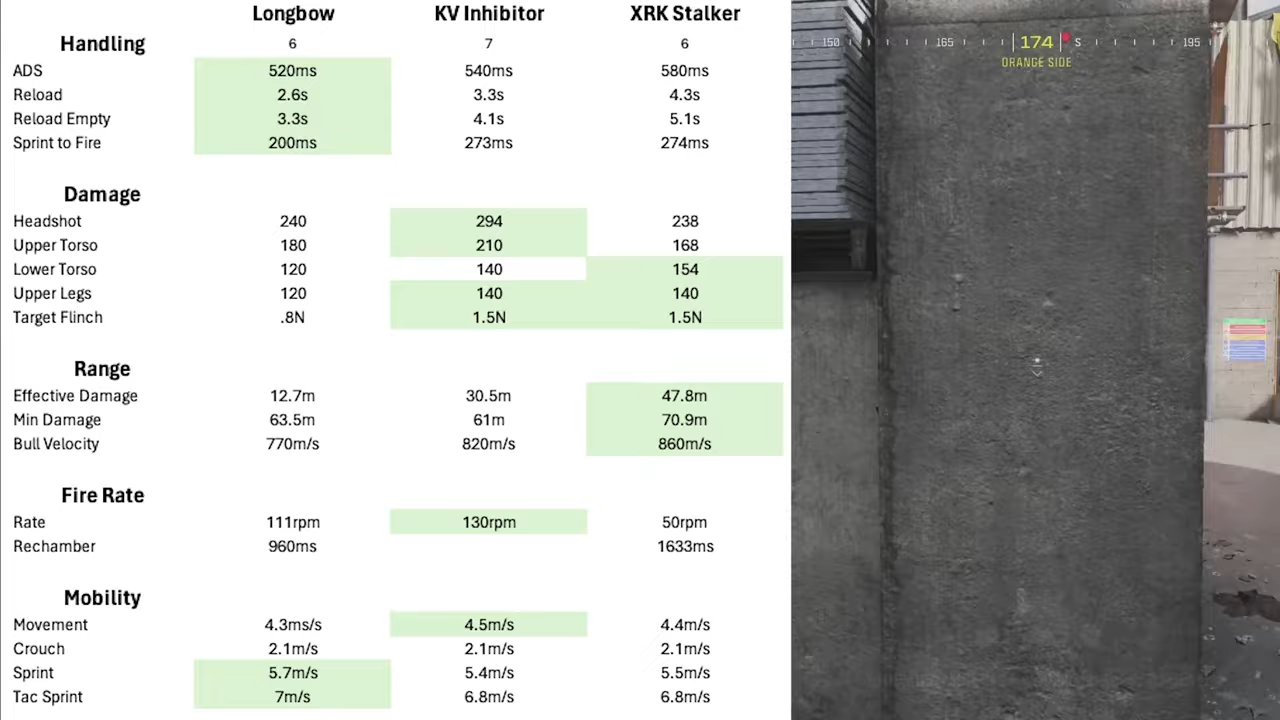 Longbow KV Inhibitor XRK Stalker
Handling 6 7 6
ADS 520ms 540ms 580ms
Reload 2.6s 3.3s 4.3s
Reload Empty 3.3s 4.1s 5.1s
Sprint to Fire 200ms 273ms 274ms
Damage
Headshot 240 294 238
Upper Torso 180 210 168
Lower Torso 120 140 154
Upper Legs 120 140 140
Target Flinch .8N 1.5N 1.5N
Range
Effective Damage 12.7m 30.5m 47.8m
Min Damage 63.5m 61m 70.9m
Bull Velocity 770m/s 820m/s 860m/s
Fire Rate
Rate 111rpm 130rpm 50rpm
Rechamber 960ms 1633ms
Mobility
Movement 4.3ms/s 4.5m/s 4.4m/s
Crouch 2.1m/s 2.1m/s 2.1m/s
Sprint 5.7m/s 5.4m/s 5.5m/s
Tac Sprint 7m/s 6.8m/s 6.8m/s
150 165 174 S 195
ORANGE SIDE